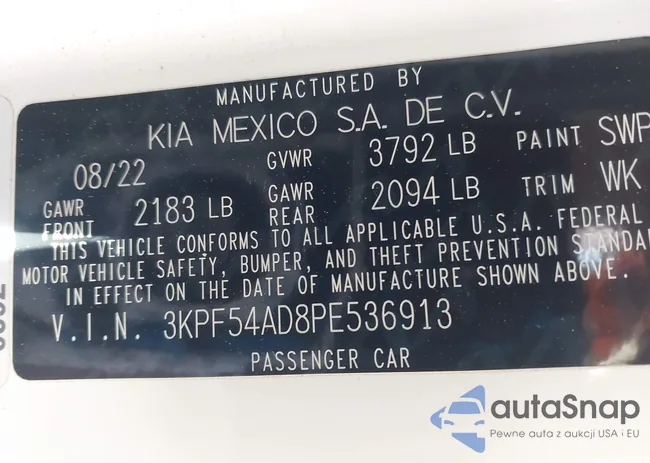 MANUFACTURED BY
KIA MEXICO S.A. DE C.V.
08/22 GVWR 3792 LB PAINT SWP
GAWR FRONT 2183 LB GAWR REAR 2094 LB TRIM WK
THIS VEHICLE CONFORMS TO ALL APPLICABLE U.S.A. FEDERAL
MOTOR VEHICLE SAFETY, BUMPER, AND THEFT PREVENTION STANDA
IN EFFECT ON THE DATE OF MANUFACTURE SHOWN ABOVE.
V.I.N. 3KPF54AD8PE536913
PASSENGER CAR
autaSnap
Pewne auta z aukcji USA i EU